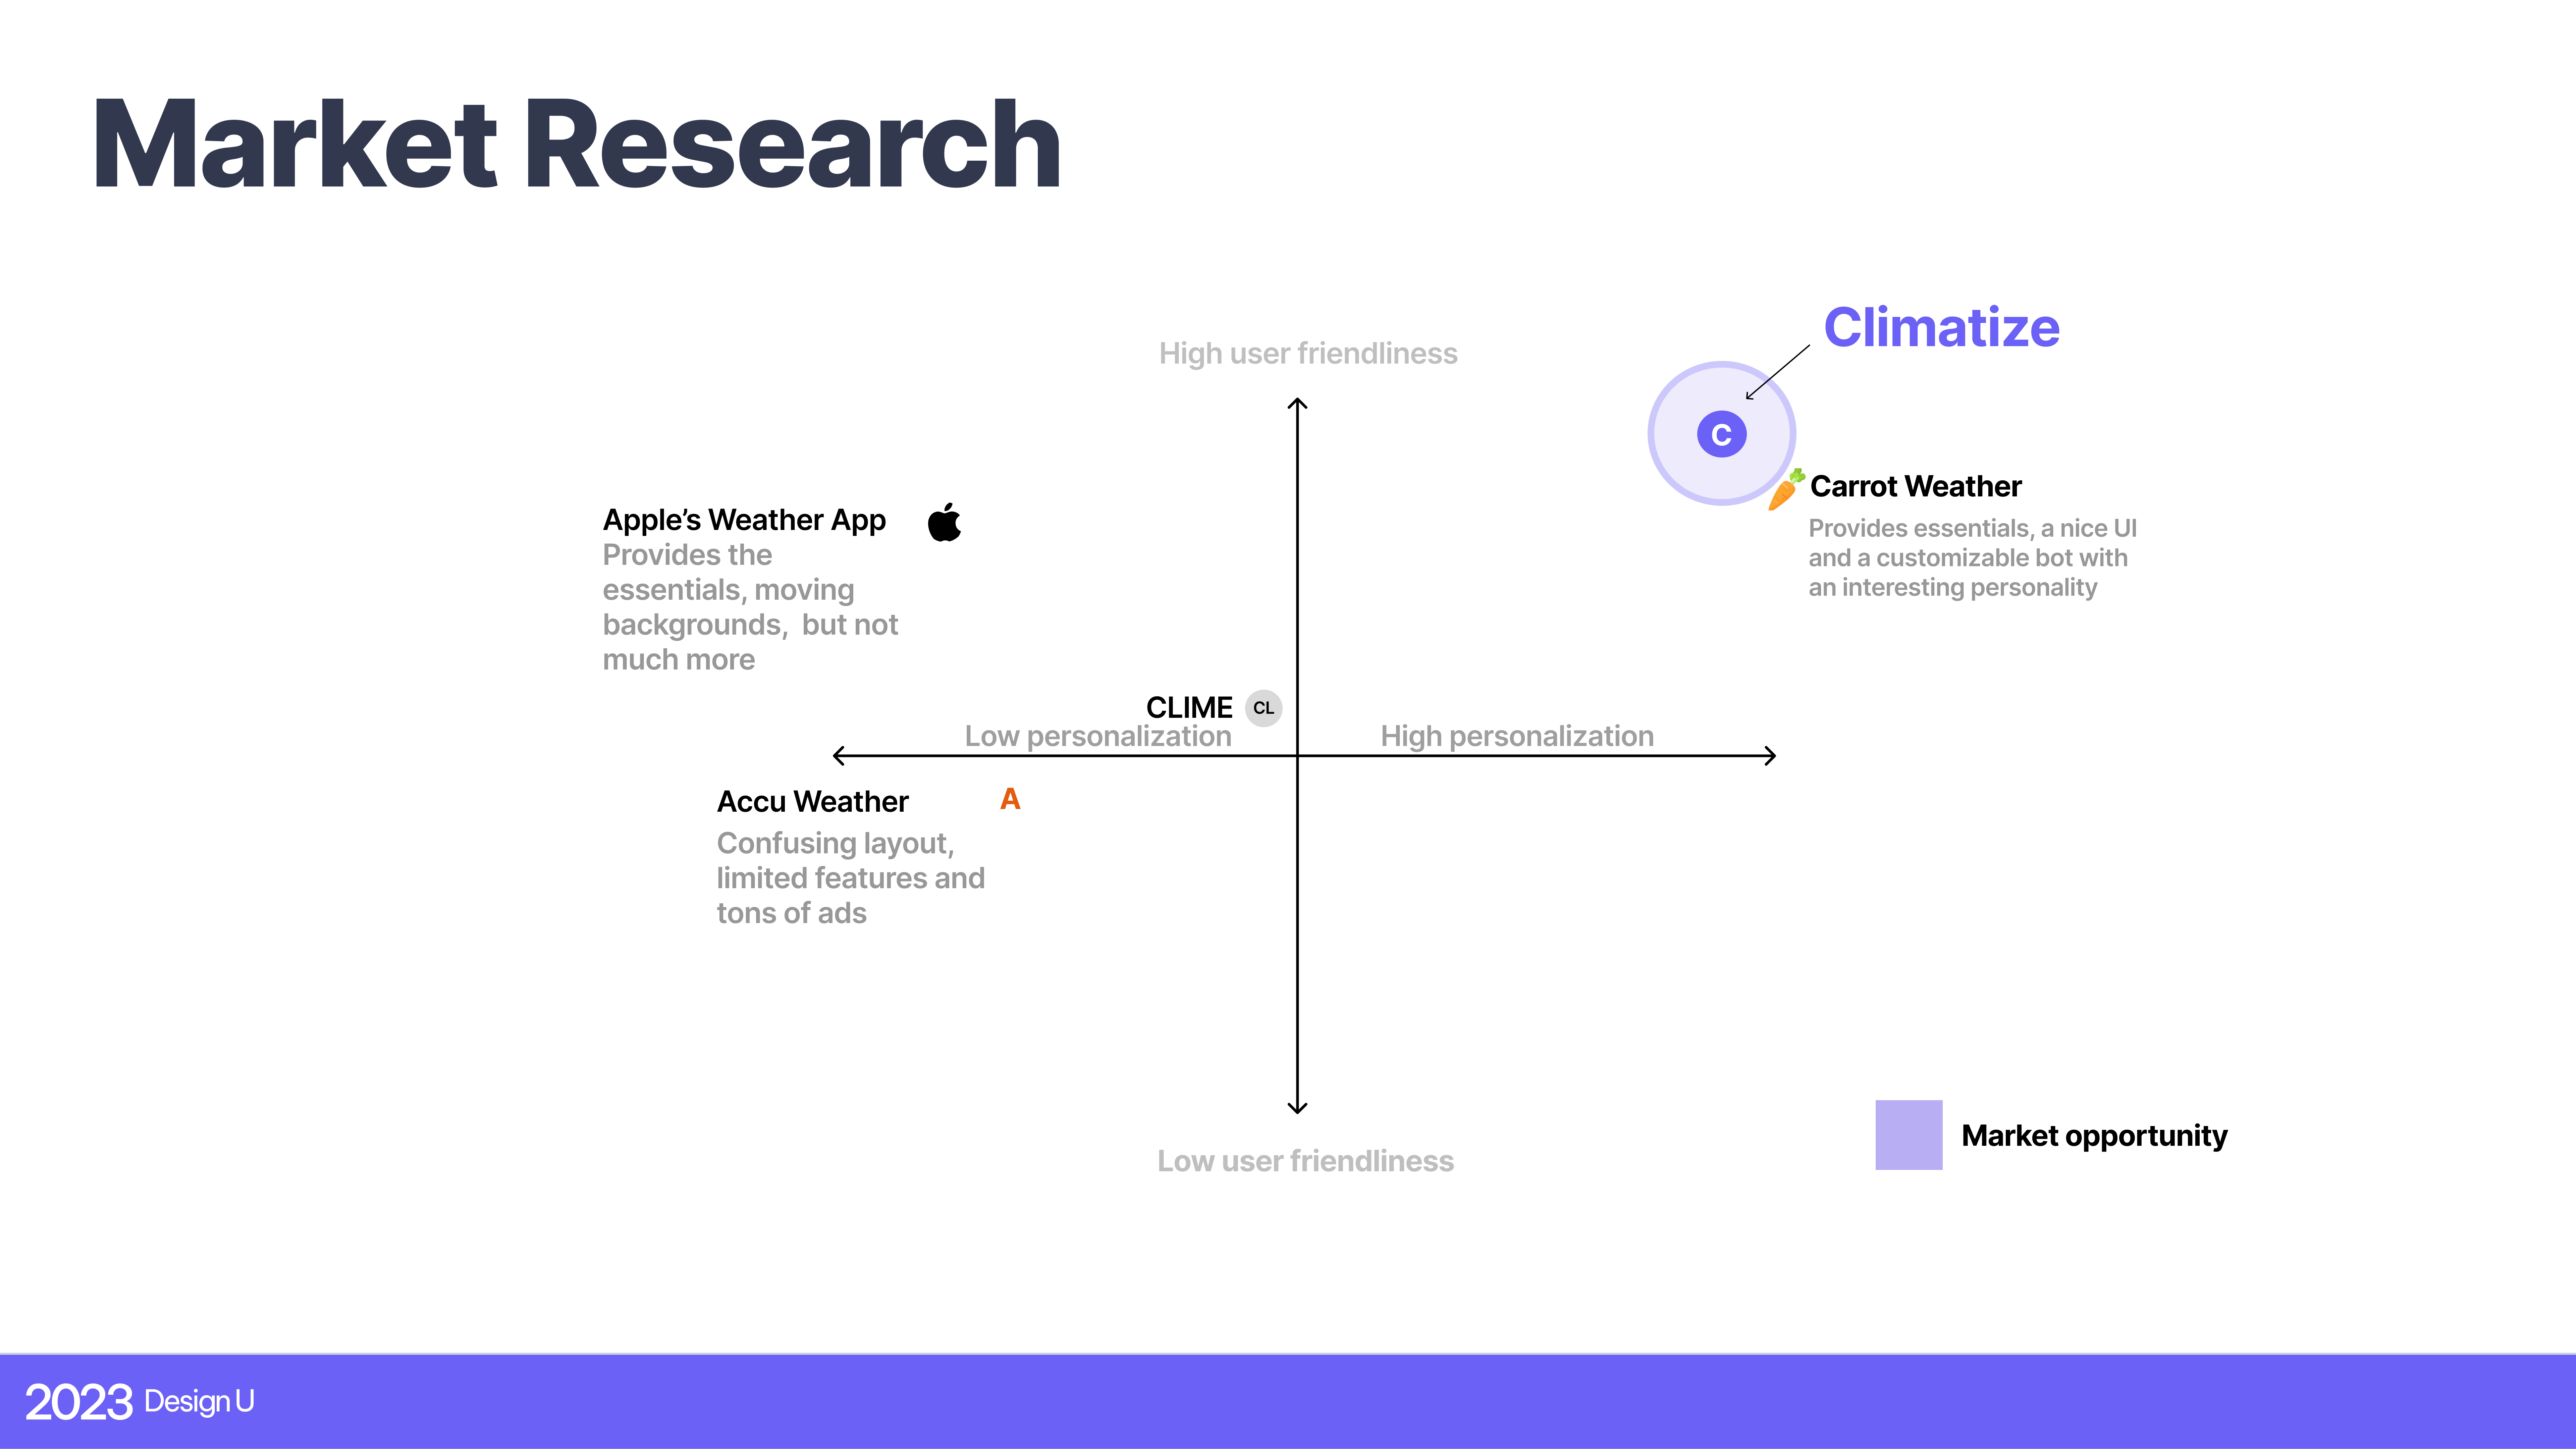 Market Research
Climatize
High user friendliness
C
Carrot Weather
Provides essentials, a nice UI
and a customizable bot with
an interesting personality
Apple’s Weather App
Provides the
essentials, moving
backgrounds,  but not
much more
CLIME
CL
Low personalization
High personalization
Accu Weather
A
Confusing layout,
limited features and
tons of ads
Market opportunity
Low user friendliness
2023 Design U